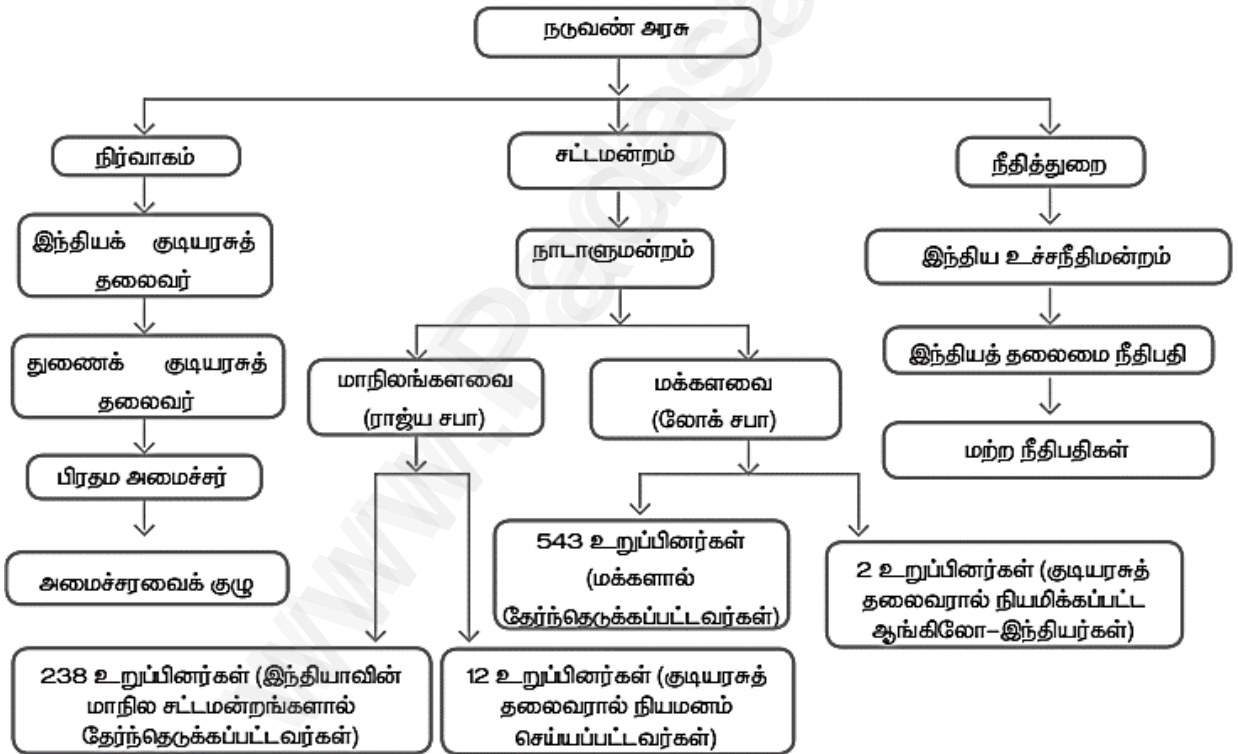 நடுவண் அரசு
நிர்வாகம்
சட்டமன்றம்
நீதித்துறை
இந்தியக் குடியரசுத்
தலைவர்
நாடாளுமன்றம்
இந்திய உச்சநீதிமன்றம்
துணைக் குடியரசுத்
தலைவர்
மாநிலங்களவை
(ராஜ்ய சபா)
மக்களவை
(லோக் சபா)
இந்தியத் தலைமை நீதிபதி
மற்ற நீதிபதிகள்
பிரதம அமைச்சர்
அமைச்சரவைக் குழு
543 உறுப்பினர்கள்
(மக்களால்
தேர்ந்தெடுக்கப்பட்டவர்கள்)
2 உறுப்பினர்கள் (குடியரசுத்
தலைவரால் நியமிக்கப்பட்ட
ஆங்கிலோ-இந்தியர்கள்)
238 உறுப்பினர்கள் (இந்தியாவின்
மாநில சட்டமன்றங்களால்
தேர்ந்தெடுக்கப்பட்டவர்கள்)
12 உறுப்பினர்கள் (குடியரசுத்
தலைவரால் நியமனம்
செய்யப்பட்டவர்கள்)
www.Padasa